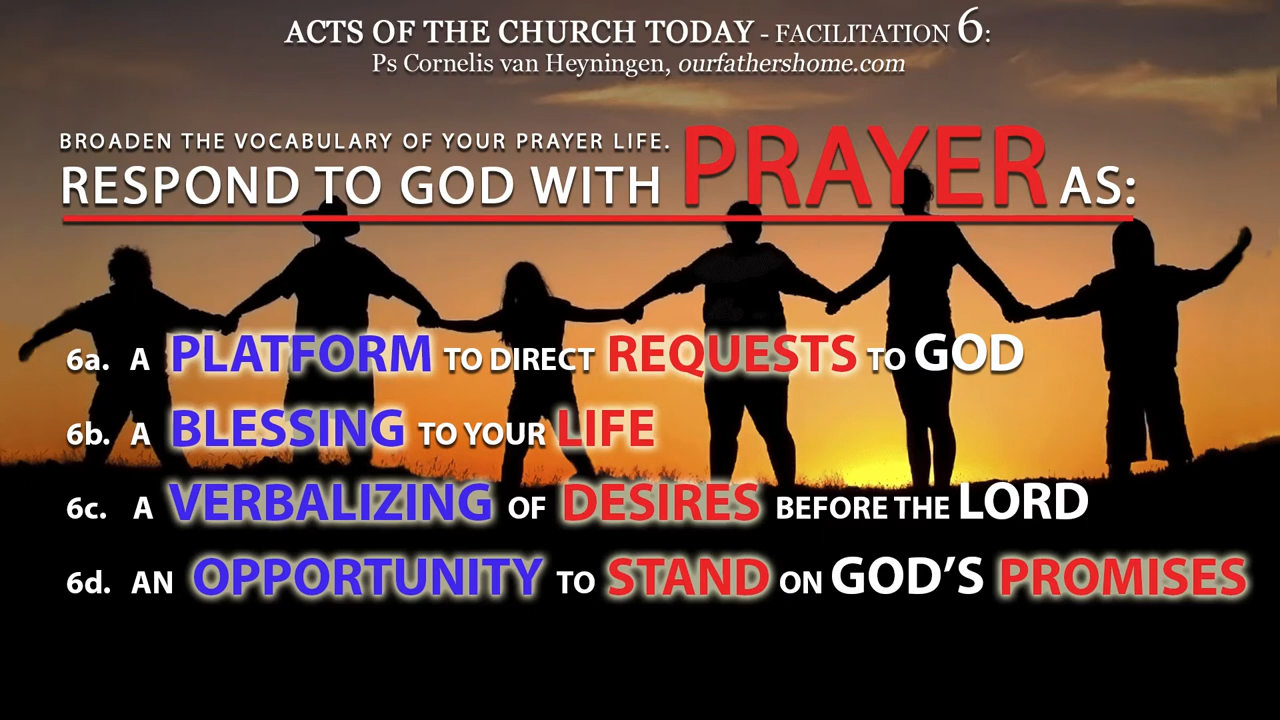 ACTS OF THE CHURCH TODAY - FACILITATION 6:
Ps Cornelis van Heyningen, ourfathershome.com
BROADEN THE VOCABULARY OF YOUR PRAYER LIFE.
RESPOND TO GOD WITH PRAYER AS:
6a. A PLATFORM TO DIRECT REQUESTS TO GOD
6b. A BLESSING TO YOUR LIFE
6c. A VERBALIZING OF DESIRES BEFORE THE LORD
6d. AN OPPORTUNITY TO STAND ON GOD'S PROMISES